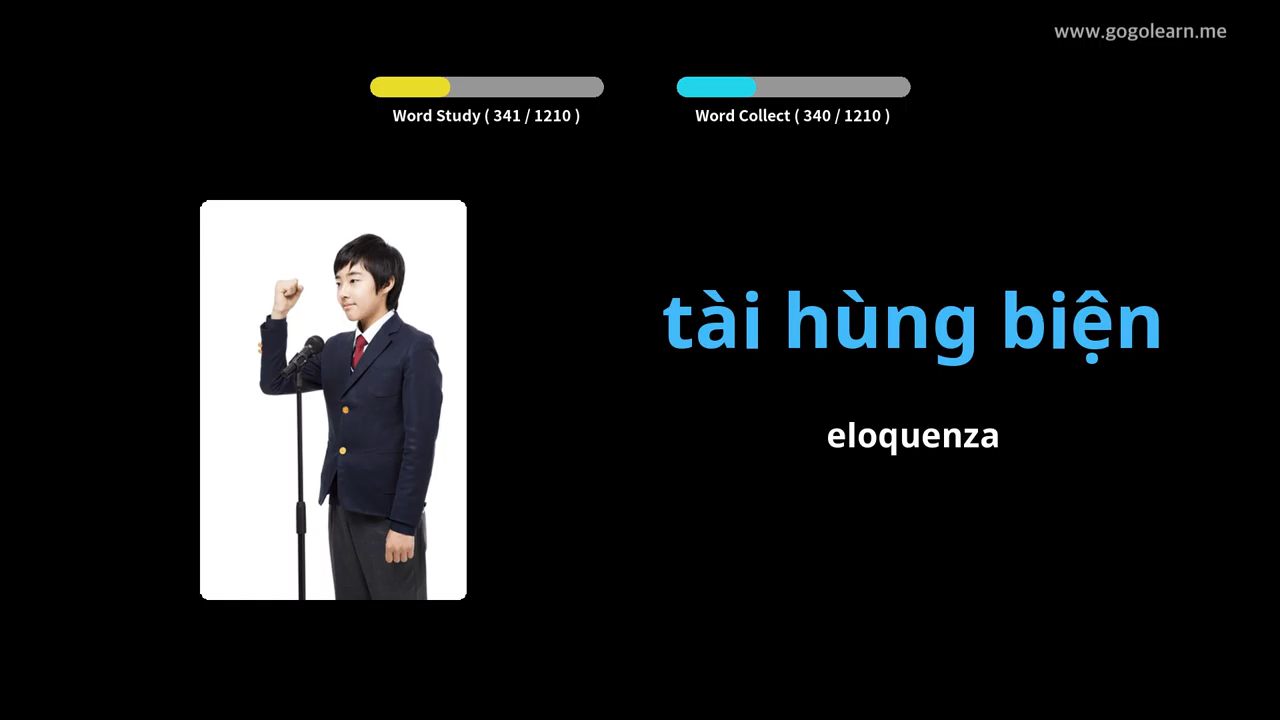 www.gogolearn.me
Word Study ( 341 / 1210 )
Word Collect ( 340 / 1210 )
tài hùng biện
eloquenza